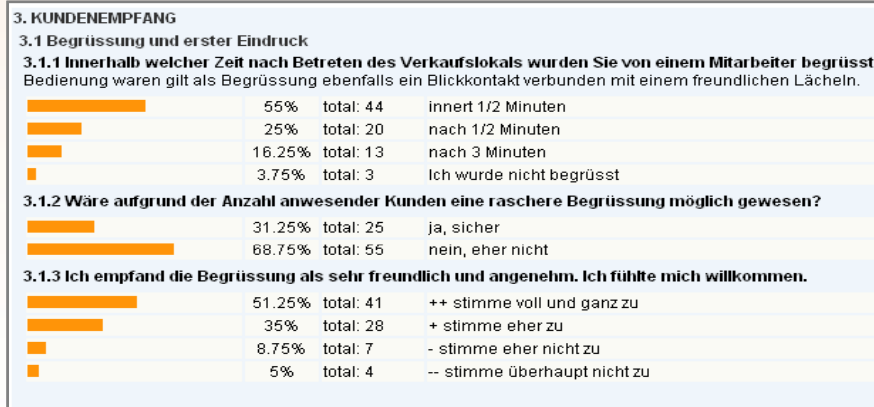 3. KUNDENEMPFANG
3.1 Begrüssung und erster Eindruck
3.1.1 Innerhalb welcher Zeit nach Betreten des Verkaufslokals wurden Sie von einem Mitarbeiter begrüsst
Bedienung waren gilt als Begrüssung ebenfalls ein Blickkontakt verbunden mit einem freundlichen Lächeln.
55% total: 44 innert 1/2 Minuten
25% total: 20 nach 1/2 Minuten
16.25% total: 13 nach 3 Minuten
3.75% total: 3 Ich wurde nicht begrüsst
3.1.2 Wäre aufgrund der Anzahl anwesender Kunden eine raschere Begrüssung möglich gewesen?
31.25% total: 25 ja, sicher
68.75% total: 55 nein, eher nicht
3.1.3 Ich empfand die Begrüssung als sehr freundlich und angenehm. Ich fühlte mich willkommen.
51.25% total: 41 ++ stimme voll und ganz zu
35% total: 28 + stimme eher zu
8.75% total: 7 - stimme eher nicht zu
5% total: 4 -- stimme überhaupt nicht zu